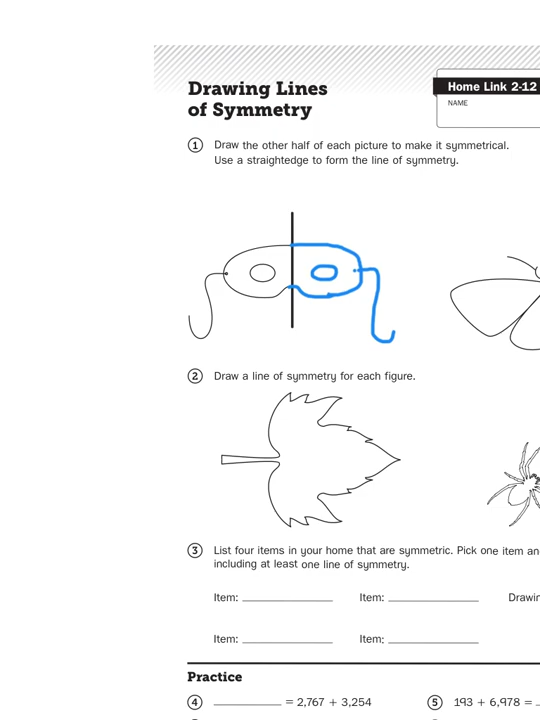 Drawing Lines
of Symmetry
Home Link 2-12
NAME
1 Draw the other half of each picture to make it symmetrical.
Use a straightedge to form the line of symmetry.
2 Draw a line of symmetry for each figure.
3 List four items in your home that are symmetric. Pick one item an
including at least one line of symmetry.
Item: Item: Drawin
Item: Item:
Practice
4 = 2,767 + 3,254 5 193 + 6,978 =